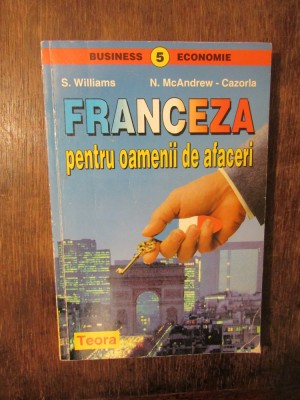 BUSINESS 5 ECONOMIE
S. Williams N. McAndrew - Cazorla
FRANCEZA
pentru oamenii de afaceri
Teora